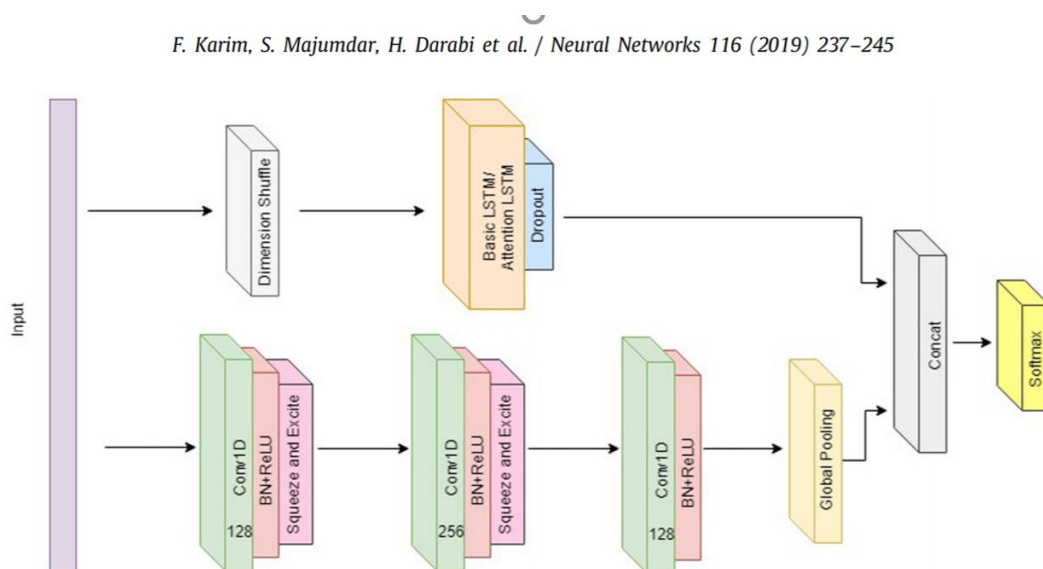 F. Karim, S. Majumdar, H. Darabi et al. / Neural Networks 116 (2019) 237–245
Input
Dimension Shuffle
Basic LSTM/
Attention LSTM
Dropout
Conv1D
128
BN+ReLU
Squeeze and Excite
Conv1D
256
BN+ReLU
Squeeze and Excite
Conv1D
128
BN+ReLU
Global Pooling
Concat
Softmax